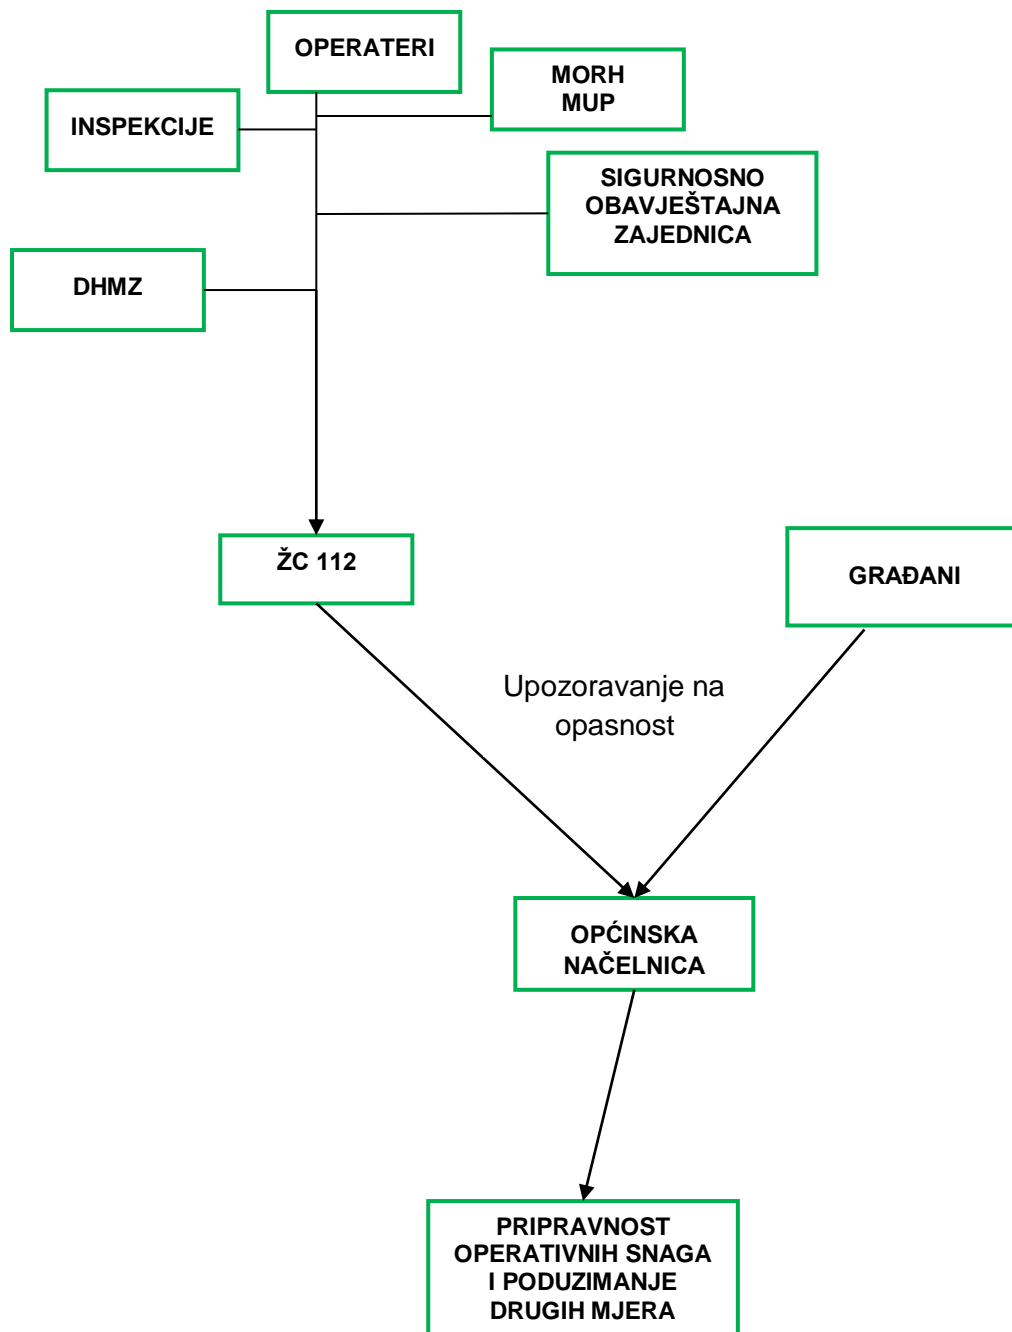 OPERATERI
MORH
MUP
INSPEKCIJE
SIGURNOSNO
OBAVJEŠTAJNA
ZAJEDNICA
DHMZ
ŽC 112
GRAĐANI
Upozoravanje na
opasnost
OPĆINSKA
NAČELNICA
PRIPRAVNOST
OPERATIVNIH SNAGA
I PODUZIMANJE
DRUGIH MJERA